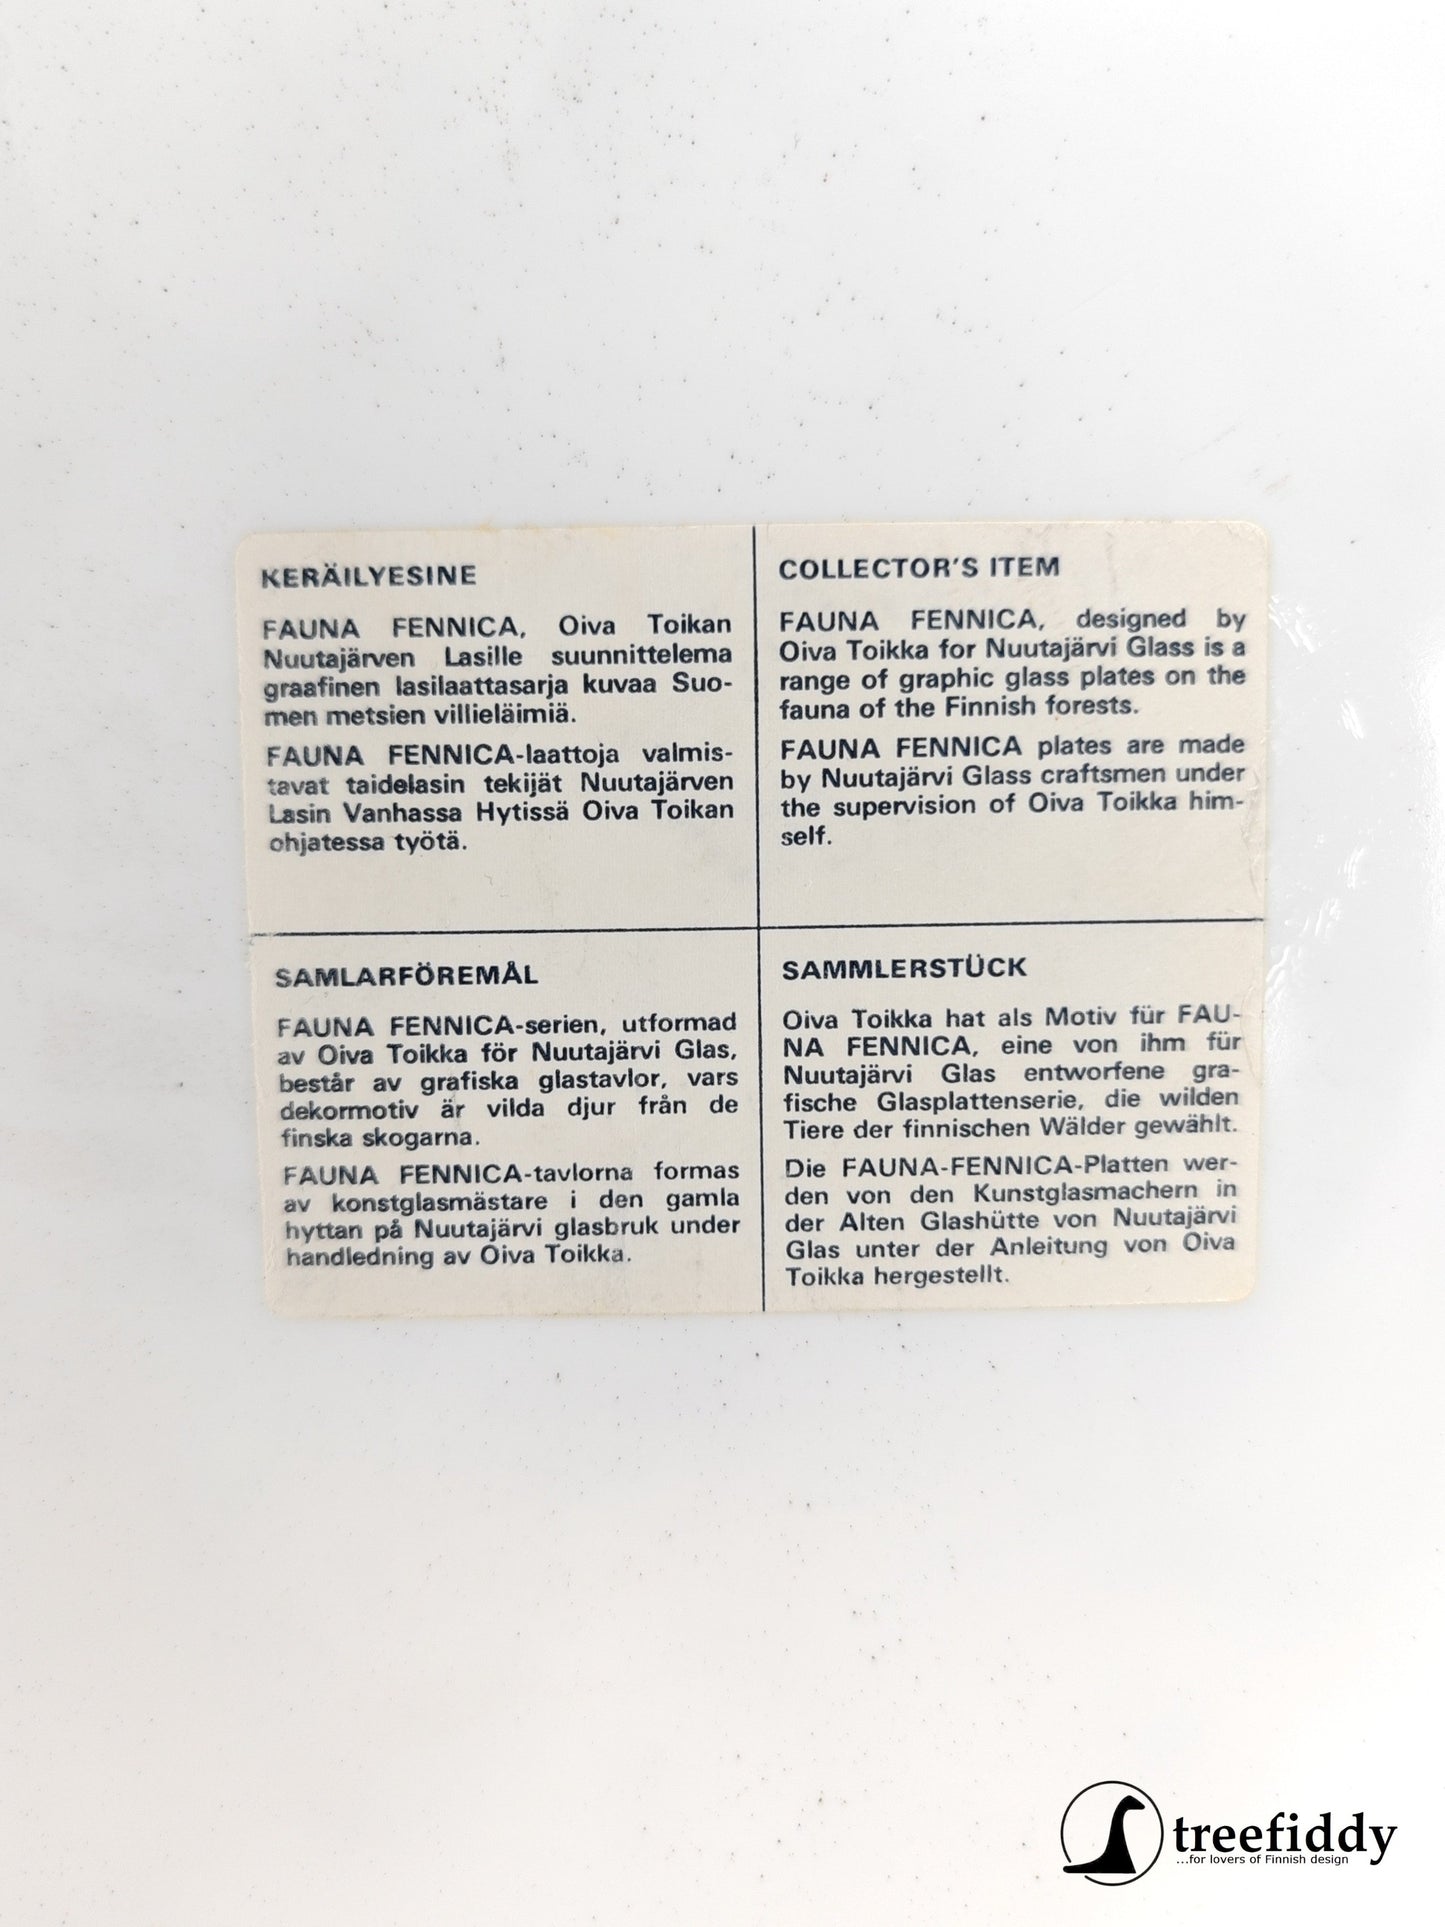 KERÄILYESINE
FAUNA FENNICA, Oiva Toikan
Nuutajärven Lasille suunnittelema
graafinen lasilaattasarja kuvaa Suo-
men metsien villieläimiä.
FAUNA FENNICA-laattoja valmis-
tavat taidelasin tekijät Nuutajärven
Lasin Vanhassa Hytissä Oiva Toikan
ohjatessa työtä.
COLLECTOR'S ITEM
FAUNA FENNICA, designed by
Oiva Toikka for Nuutajärvi Glass is a
range of graphic glass plates on the
fauna of the Finnish forests.
FAUNA FENNICA plates are made
by Nuutajärvi Glass craftsmen under
the supervision of Oiva Toikka him-
self.
SAMLARFÖREMÅL
FAUNA FENNICA-serien, utformad
av Oiva Toikka för Nuutajärvi Glas,
består av grafiska glastavlor, vars
dekormotiv är vilda djur från de
finska skogarna.
FAUNA FENNICA-tavlorna formas
av konstglasmästare i den gamla
hyttan på Nuutajärvi glasbruk under
handledning av Oiva Toikka.
SAMMLERSTÜCK
Oiva Toikka hat als Motiv für FAU-
NA FENNICA, eine von ihm für
Nuutajärvi Glas entworfene gra-
fische Glasplattenserie, die wilden
Tiere der finnischen Wälder gewählt.
Die FAUNA-FENNICA-Platten wer-
den von den Kunstglasmachern in
der Alten Glashütte von Nuutajärvi
Glas unter der Anleitung von Oiva
Toikka hergestellt.
treefiddy
...for lovers of Finnish design